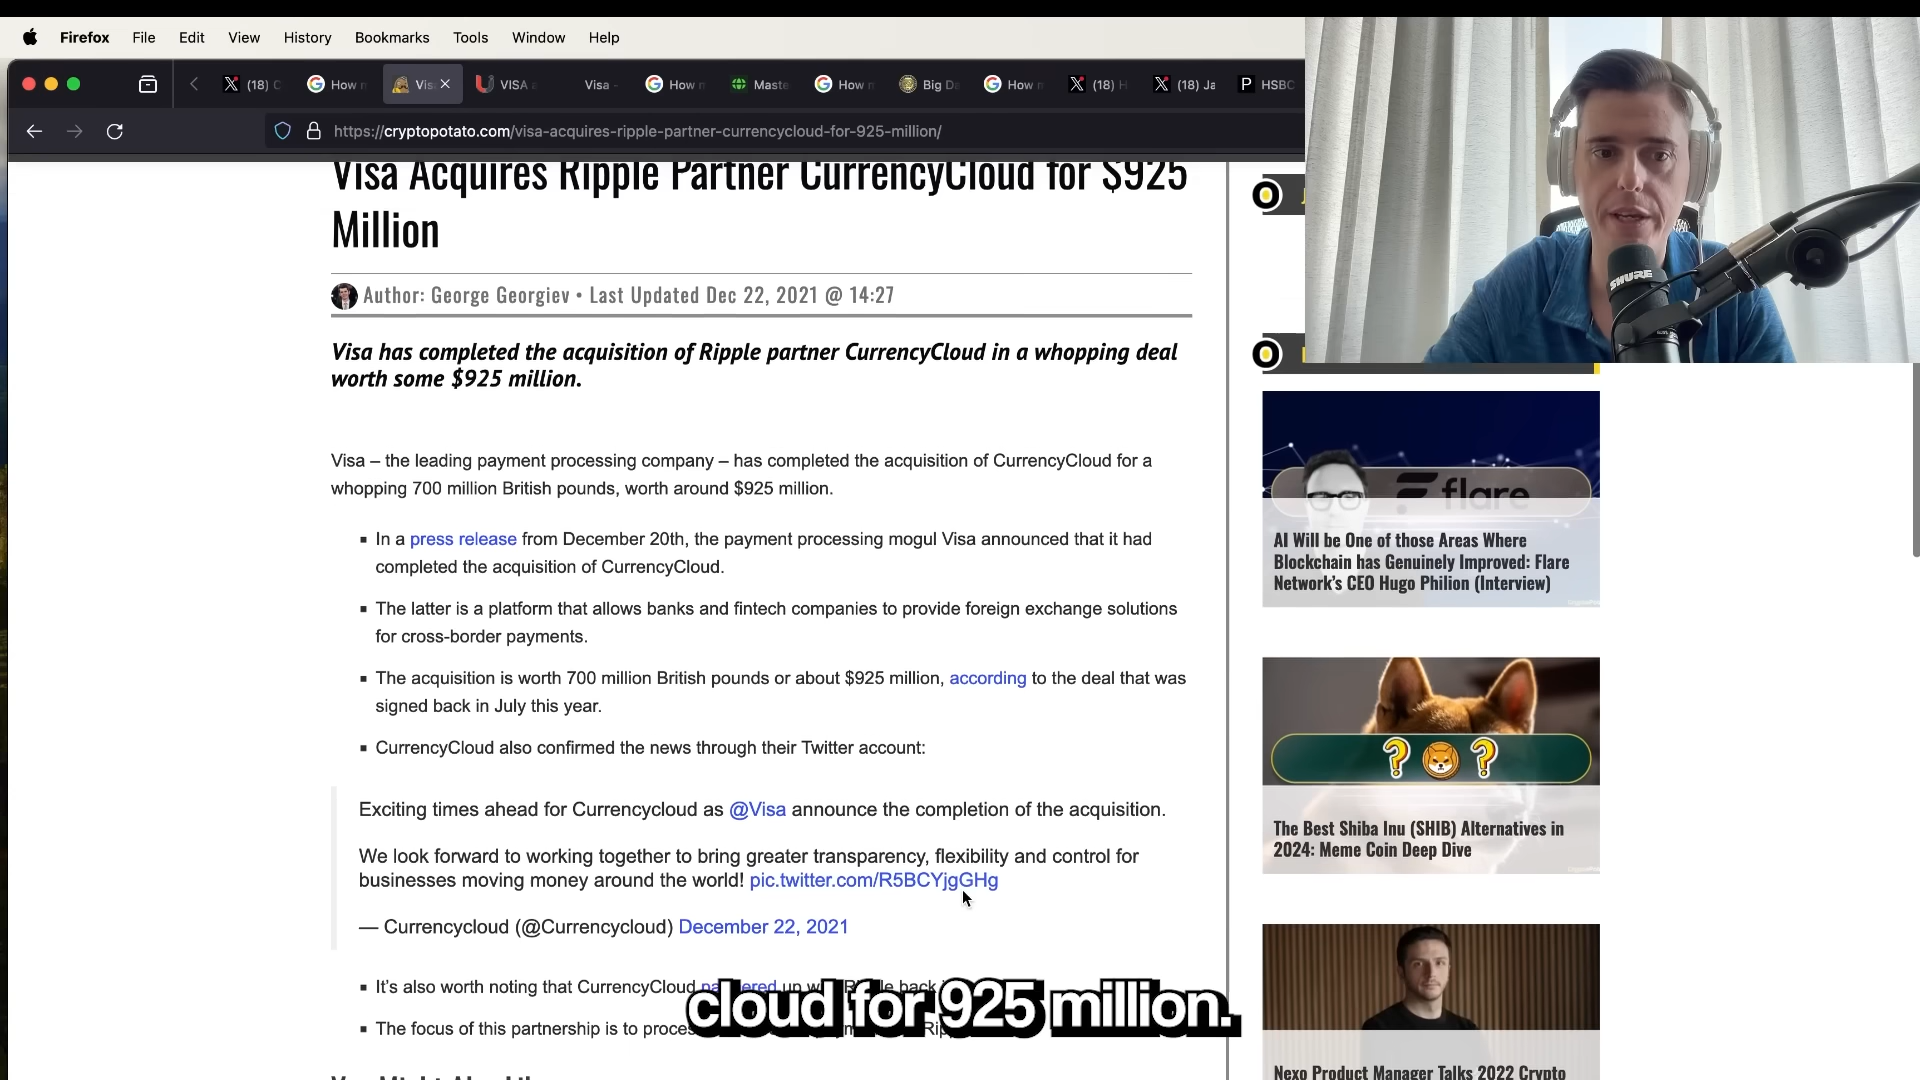 Firefox File Edit View History Bookmarks Tools Window Help
(18) How Vis VISA Visa - How Maste How Big D How (18) H (18) Ja HSBC
https://cryptopotato.com/visa-acquires-ripple-partner-currencycloud-for-925-million/
Visa Acquires Ripple Partner CurrencyCloud for $925
Million
Author: George Georgiev • Last Updated Dec 22, 2021 @ 14:27
Visa has completed the acquisition of Ripple partner CurrencyCloud in a whopping deal
worth some $925 million.
Visa – the leading payment processing company – has completed the acquisition of CurrencyCloud for a
whopping 700 million British pounds, worth around $925 million.
▪ In a press release from December 20th, the payment processing mogul Visa announced that it had
completed the acquisition of CurrencyCloud.
▪ The latter is a platform that allows banks and fintech companies to provide foreign exchange solutions
for cross-border payments.
▪ The acquisition is worth 700 million British pounds or about $925 million, according to the deal that was
signed back in July this year.
▪ CurrencyCloud also confirmed the news through their Twitter account:
Exciting times ahead for Currencycloud as @Visa announce the completion of the acquisition.
We look forward to working together to bring greater transparency, flexibility and control for
businesses moving money around the world! pic.twitter.com/R5BCYjgGHg
— Currencycloud (@Currencycloud) December 22, 2021
▪ It's also worth noting that CurrencyCloud up back
▪ The focus of this partnership is to
cloud for 925 million.
SHURE
flare
AI Will be One of those Areas Where
Blockchain has Genuinely Improved: Flare
Network's CEO Hugo Philion (Interview)
? ?
The Best Shiba Inu (SHIB) Alternatives in
2024: Meme Coin Deep Dive
Nexo Product Manager Talks 2022 Crypto